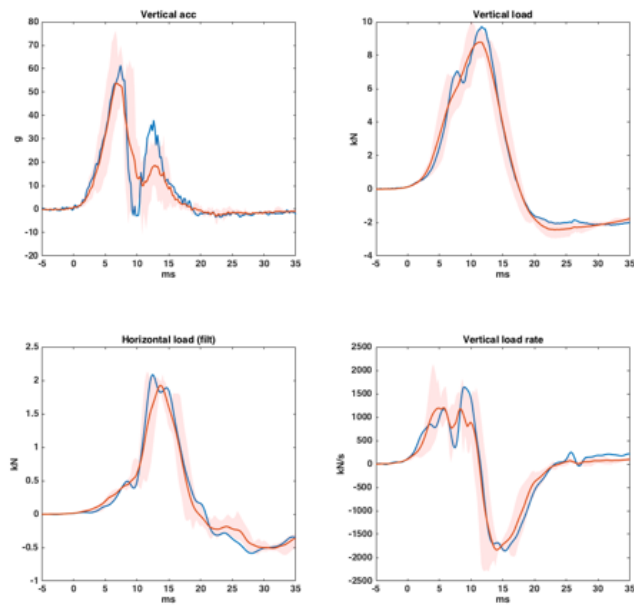 Vertical acc
80
70
60
50
40
30
20
10
0
-10
-20
g
-5 0 5 10 15 20 25 30 35
ms
Vertical load
10
8
6
4
2
0
-2
-4
kN
-5 0 5 10 15 20 25 30 35
ms
Horizontal load (filt)
2.5
2
1.5
1
0.5
0
-0.5
-1
kN
-5 0 5 10 15 20 25 30 35
ms
Vertical load rate
2500
2000
1500
1000
500
0
-500
-1000
-1500
-2000
-2500
kN/s
-5 0 5 10 15 20 25 30 35
ms